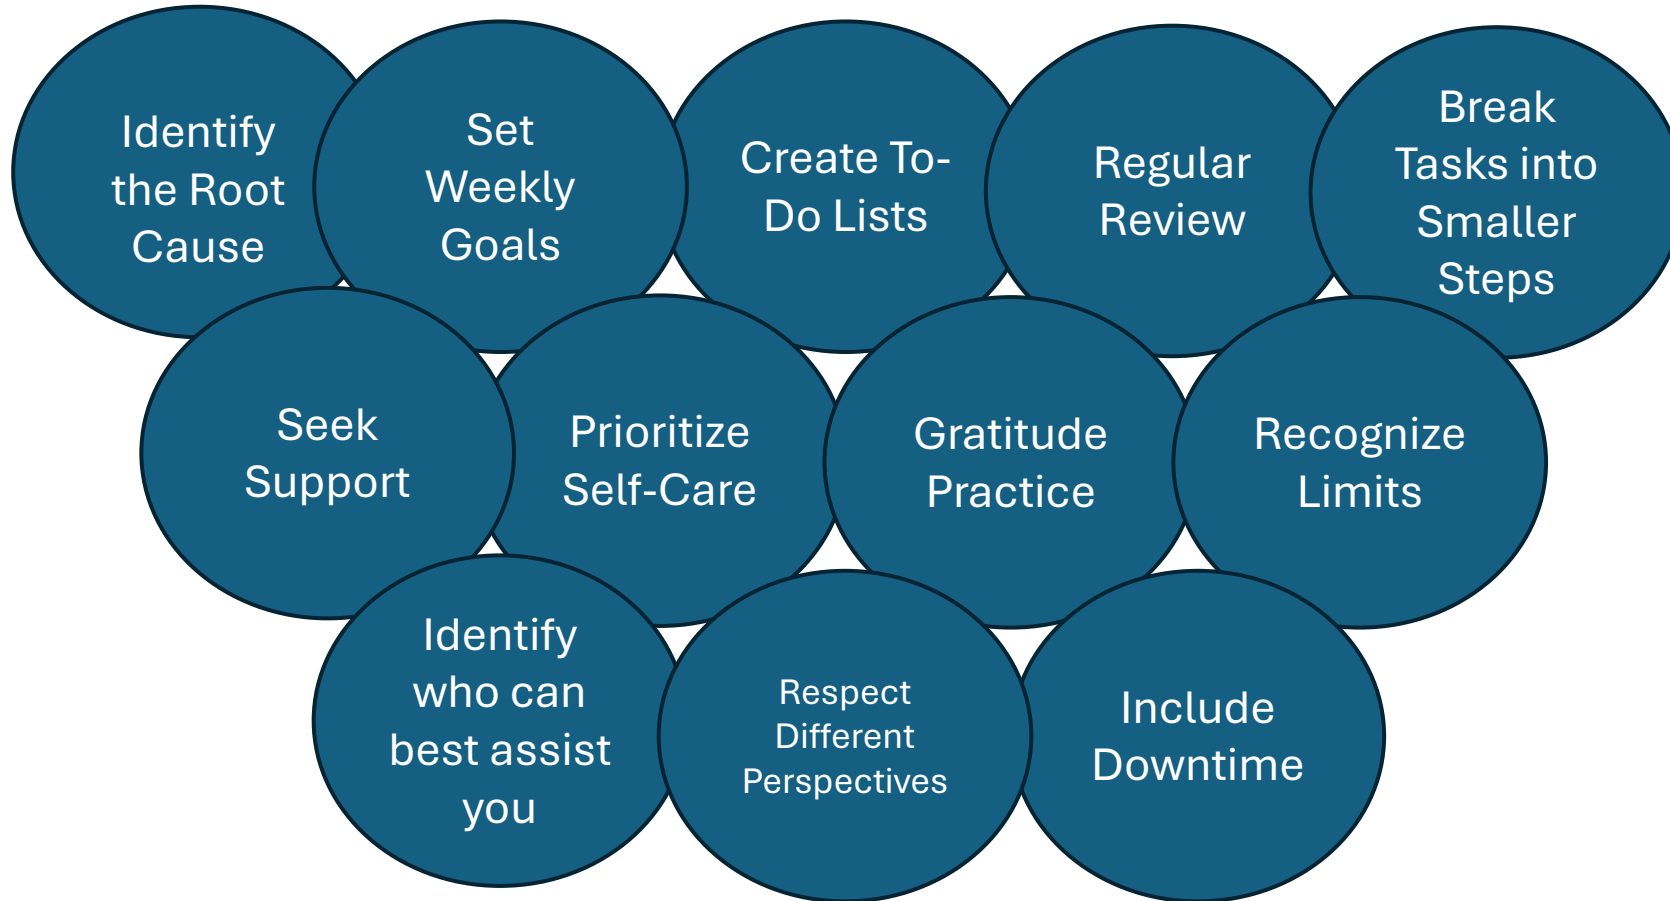 Identify
the Root
Cause
Set
Weekly
Goals
Create To-
Do Lists
Regular
Review
Break
Tasks into
Smaller
Steps
Seek
Support
Prioritize
Self-Care
Gratitude
Practice
Recognize
Limits
Identify
who can
best assist
you
Respect
Different
Perspectives
Include
Downtime